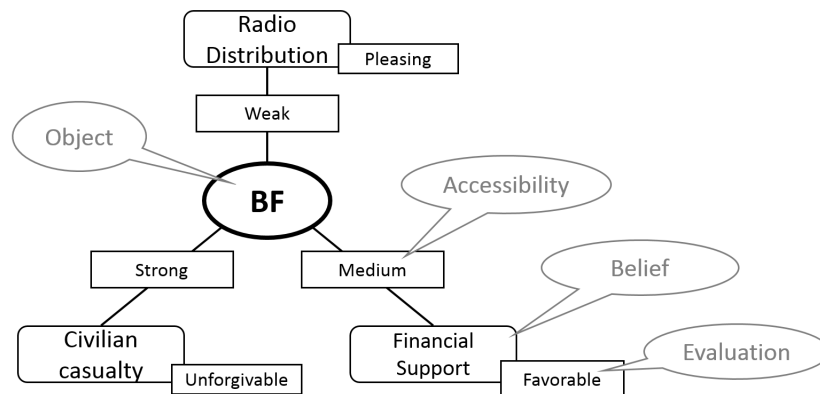 Radio
Distribution
Pleasing
Weak
Object
BF
Accessibility
Strong
Medium
Belief
Civilian
casualty
Unforgivable
Financial
Support
Favorable
Evaluation